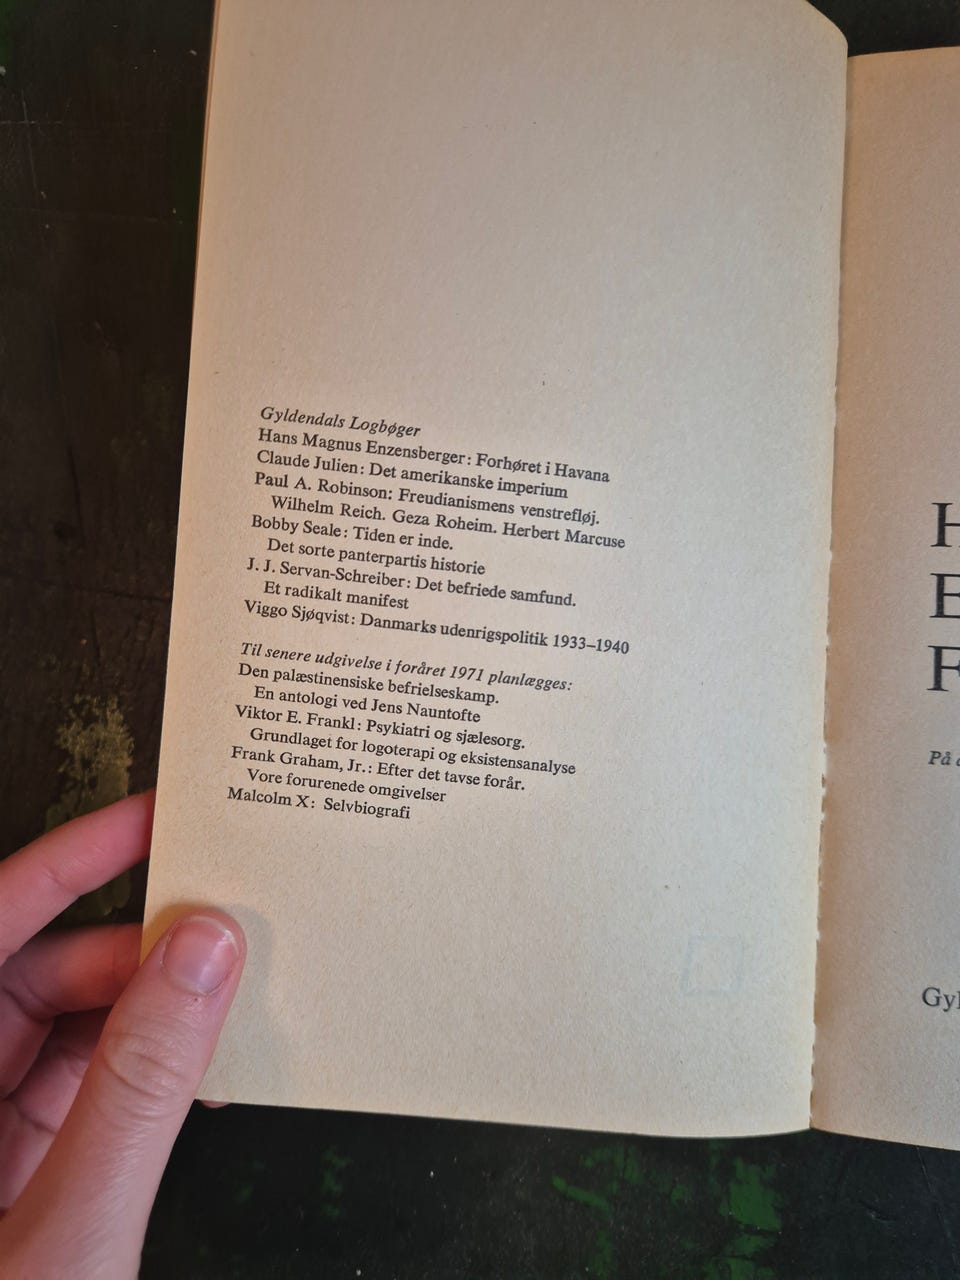 Gyldendals Logbøger
Hans Magnus Enzensberger: Forhøret i Havana
Claude Julien: Det amerikanske imperium
Paul A. Robinson: Freudianismens venstrefløj.
Wilhelm Reich. Geza Roheim. Herbert Marcuse
Bobby Seale: Tiden er inde.
Det sorte panterpartis historie
J. J. Servan-Schreiber: Det befriede samfund.
Et radikalt manifest
Viggo Sjøqvist: Danmarks udenrigspolitik 1933–1940
Til senere udgivelse i foråret 1971 planlægges:
Den palæstinensiske befrielseskamp.
En antologi ved Jens Nauntofte
Viktor E. Frankl: Psykiatri og sjælesorg.
Grundlaget for logoterapi og eksistensanalyse
Frank Graham, Jr.: Efter det tavse forår.
Vore forurenede omgivelser
Malcolm X: Selvbiografi
H
E
F
På
Gyl